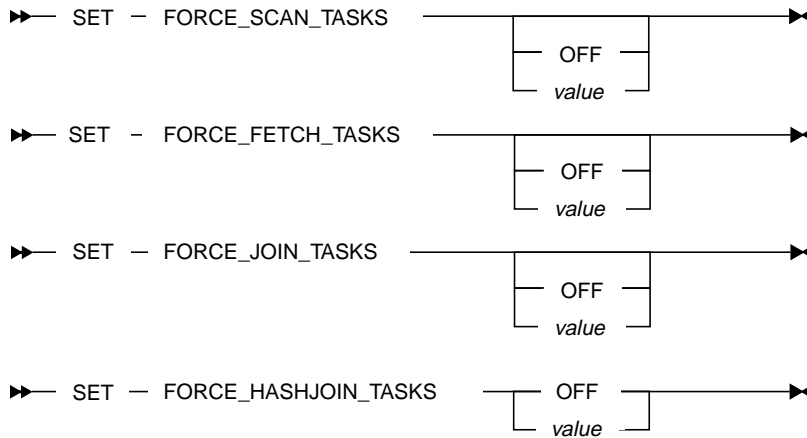 SET – FORCE_SCAN_TASKS
OFF
value
SET – FORCE_FETCH_TASKS
OFF
value
SET – FORCE_JOIN_TASKS
OFF
value
SET – FORCE_HASHJOIN_TASKS OFF
value